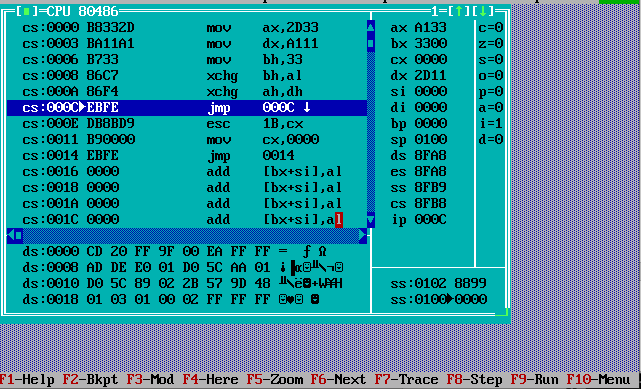 [■]=CPU 80486 1=[↑][↓]
cs:0000 B8332D mov ax,2D33 ax A133 c=0
cs:0003 BA11A1 mov dx,A111 bx 3300 z=0
cs:0006 B733 mov bh,33 cx 0000 s=0
cs:0008 86C7 xchg bh,al dx 2D11 o=0
cs:000A 86F4 xchg ah,dh si 0000 p=0
cs:000C►EBFE jmp 000C ↓ di 0000 a=0
cs:000E DB8BD9 esc 1B,cx bp 0000 i=1
cs:0011 B90000 mov cx,0000 sp 0100 d=0
cs:0014 EBFE jmp 0014 ds 8FA8
cs:0016 0000 add [bx+si],al es 8FA8
cs:0018 0000 add [bx+si],al ss 8FB9
cs:001A 0000 add [bx+si],al cs 8FB8
cs:001C 0000 add [bx+si],al ip 000C
ds:0000 CD 20 FF 9F 00 EA FF FF = ƒ Ω
ds:0008 AD DE E0 01 D0 5C AA 01 ¡▐α☺╨\¬☺
ds:0010 D0 5C 89 02 2B 57 9D 48 ╨\ë☻+W¥H ss:0102 8899
ds:0018 01 03 01 00 02 FF FF FF ☺♥☺ ☻ ss:0100►0000
F1-Help F2-Bkpt F3-Mod F4-Here F5-Zoom F6-Next F7-Trace F8-Step F9-Run F10-Menu